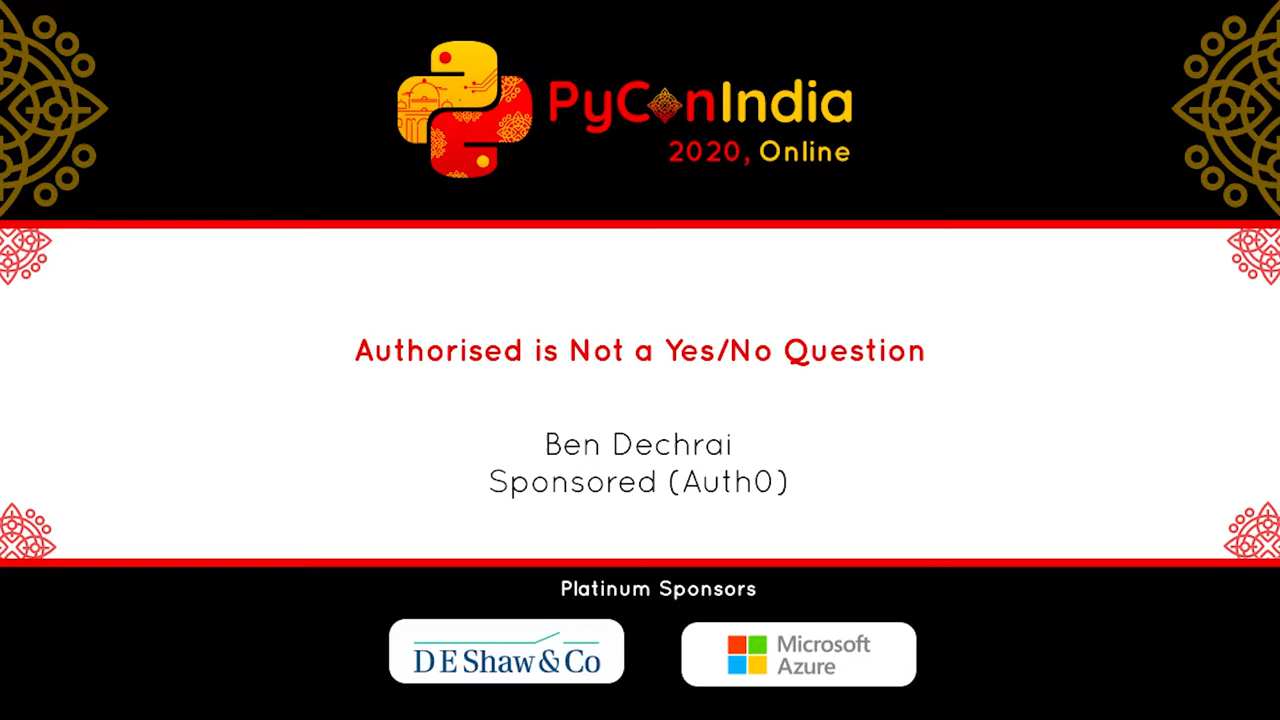 PyConIndia
2020, Online
Authorised is Not a Yes/No Question
Ben Dechrai
Sponsored (Auth0)
Platinum Sponsors
D E Shaw & Co
Microsoft
Azure